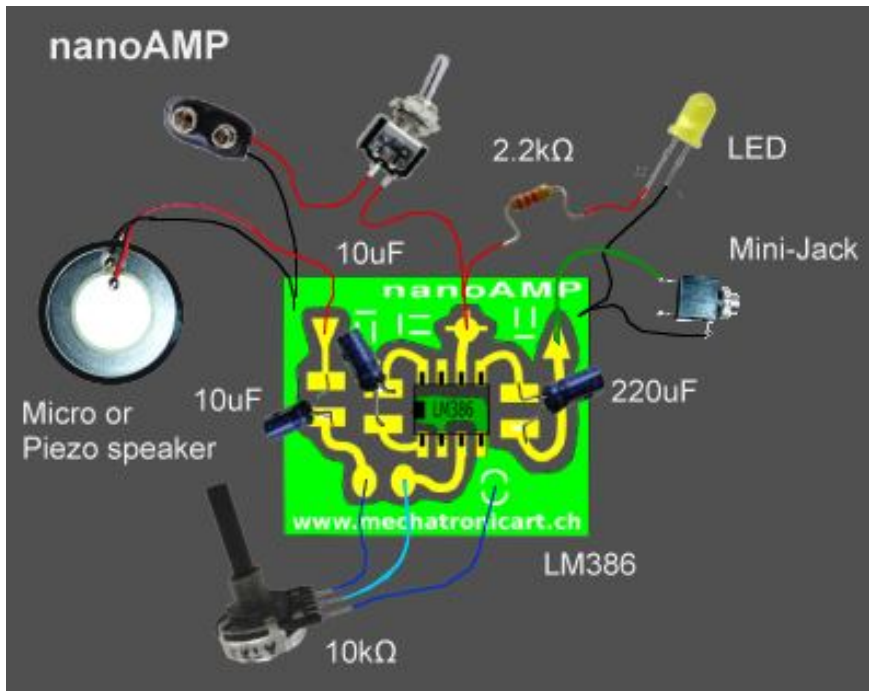 nanoAMP
2.2kΩ
LED
10uF
Mini-Jack
nanoAMP
10uF
LM386
220uF
Micro or
Piezo speaker
www.mechatronicart.ch
LM386
10kΩ